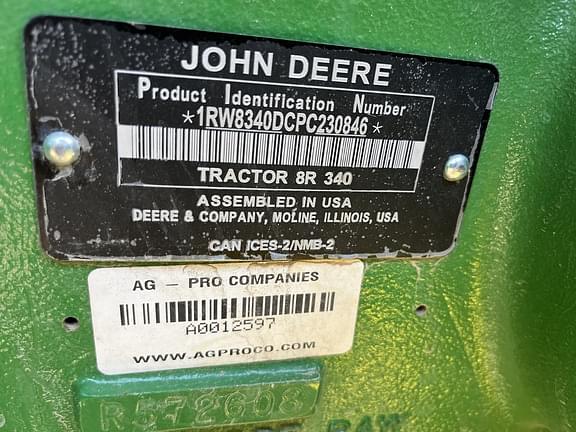 JOHN DEERE
Product Identification Number
*1RW8340DCPC230846*
TRACTOR 8R 340
ASSEMBLED IN USA
DEERE & COMPANY, MOLINE, ILLINOIS, USA
CAN ICES-2/NMB-2
AG - PRO COMPANIES
A0012597
WWW.AGPROCO.COM
R572608